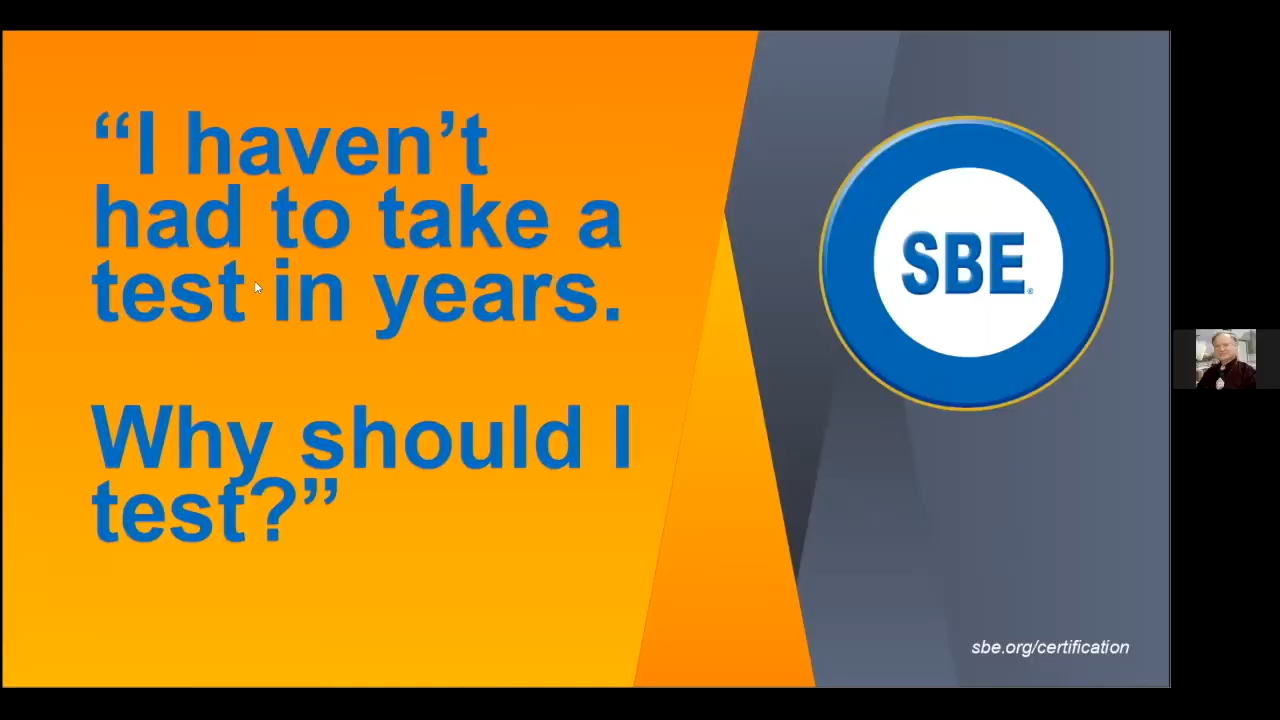 “I haven’t
had to take a
test in years.
Why should I
test?”
SBE®
sbe.org/certification